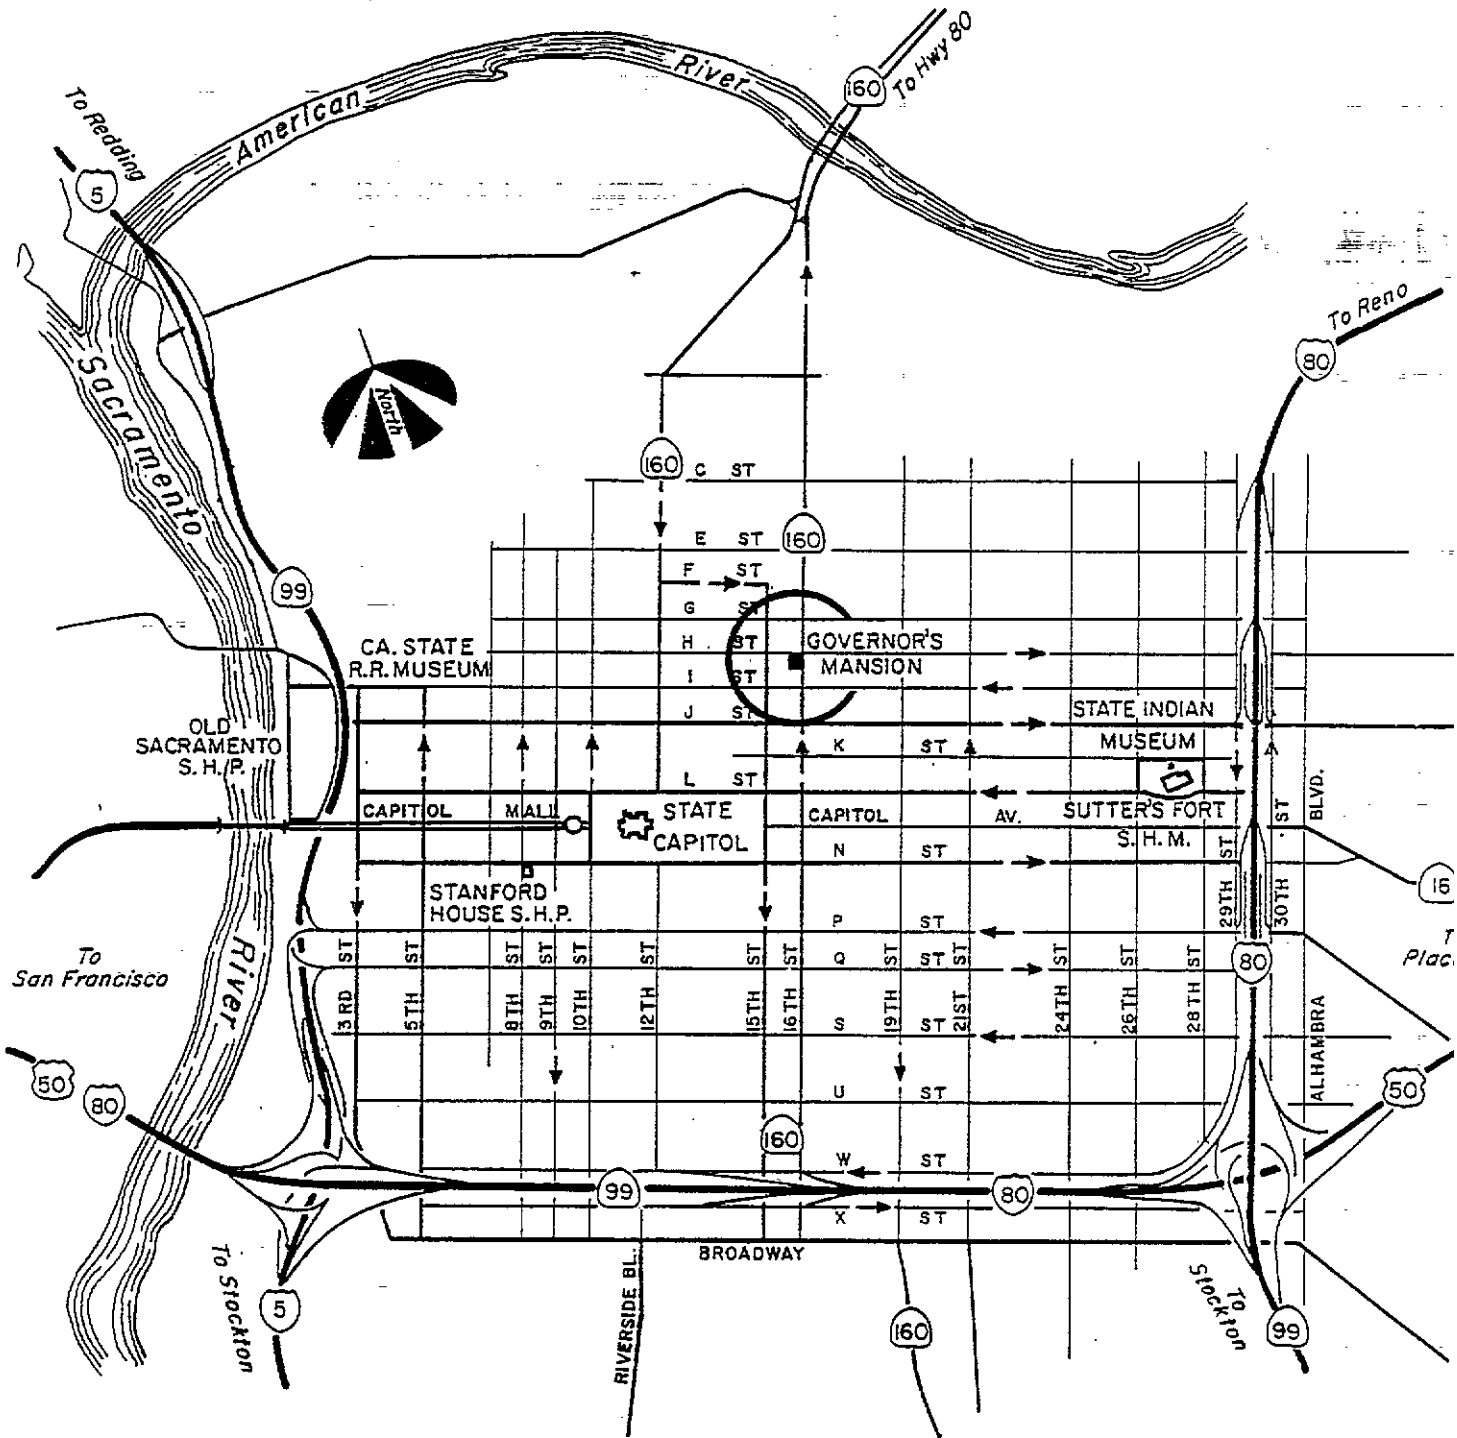 American
River
160
To Hwy 80
To Redding
5
To Reno
80
Sacramento
River
North
160
C ST
99
E ST
160
F ST
G ST
CA. STATE
R.R. MUSEUM
H ST
GOVERNOR'S
MANSION
I ST
J ST
STATE INDIAN
MUSEUM
OLD
SACRAMENTO
S.H.P.
K ST
L ST
CAPITOL MALL
STATE
CAPITOL
CAPITOL AV.
SUTTER'S FORT
S.H.M.
N ST
STANFORD
HOUSE S.H.P.
29TH ST
30TH ST
ALHAMBRA BLVD.
16
P ST
To
San Francisco
Q ST
80
3RD ST
5TH ST
8TH ST
9TH ST
10TH ST
12TH ST
15TH ST
16TH ST
19TH ST
21ST ST
24TH ST
26TH ST
28TH ST
S ST
50
80
U ST
50
160
W ST
99
80
X ST
BROADWAY
To Stockton
5
RIVERSIDE BL.
160
To
Stockton
99